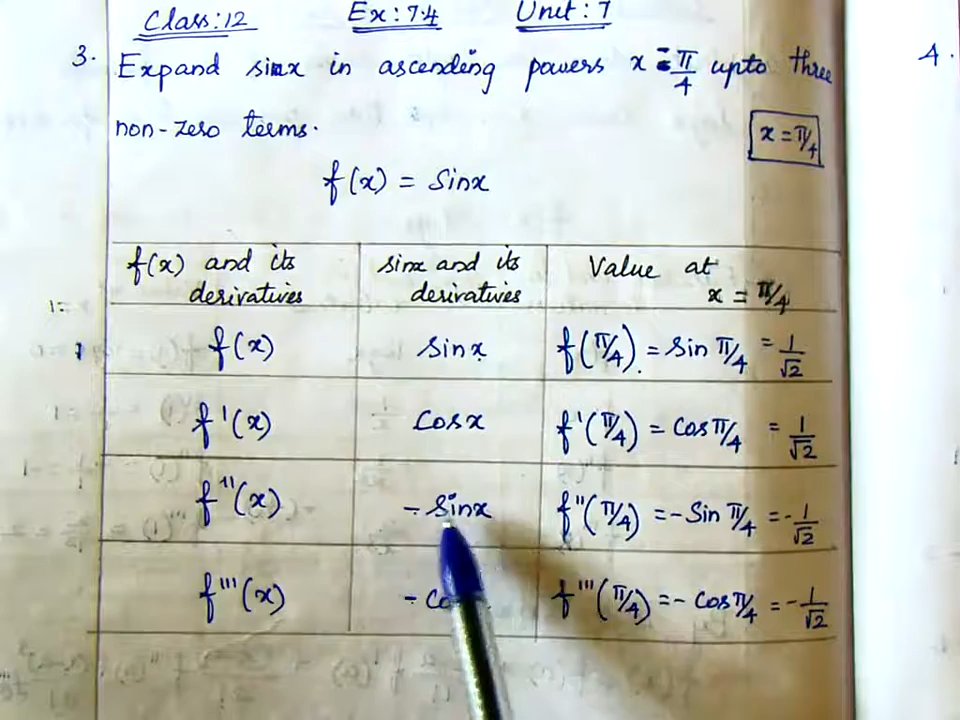 Class:12 Ex:7.4 Unit:7
3. Expand sinx in ascending powers x - π/4 upto three
non-zero terms.
x = π/4
f(x) = sinx
f(x) and its derivatives | sinx and its derivatives | Value at x = π/4
f(x) | sinx | f(π/4) = sin π/4 = 1/√2
f'(x) | cosx | f'(π/4) = cos π/4 = 1/√2
f''(x) | -sinx | f''(π/4) = -sin π/4 = -1/√2
f'''(x) | -co | f'''(π/4) = -cos π/4 = -1/√2
4.